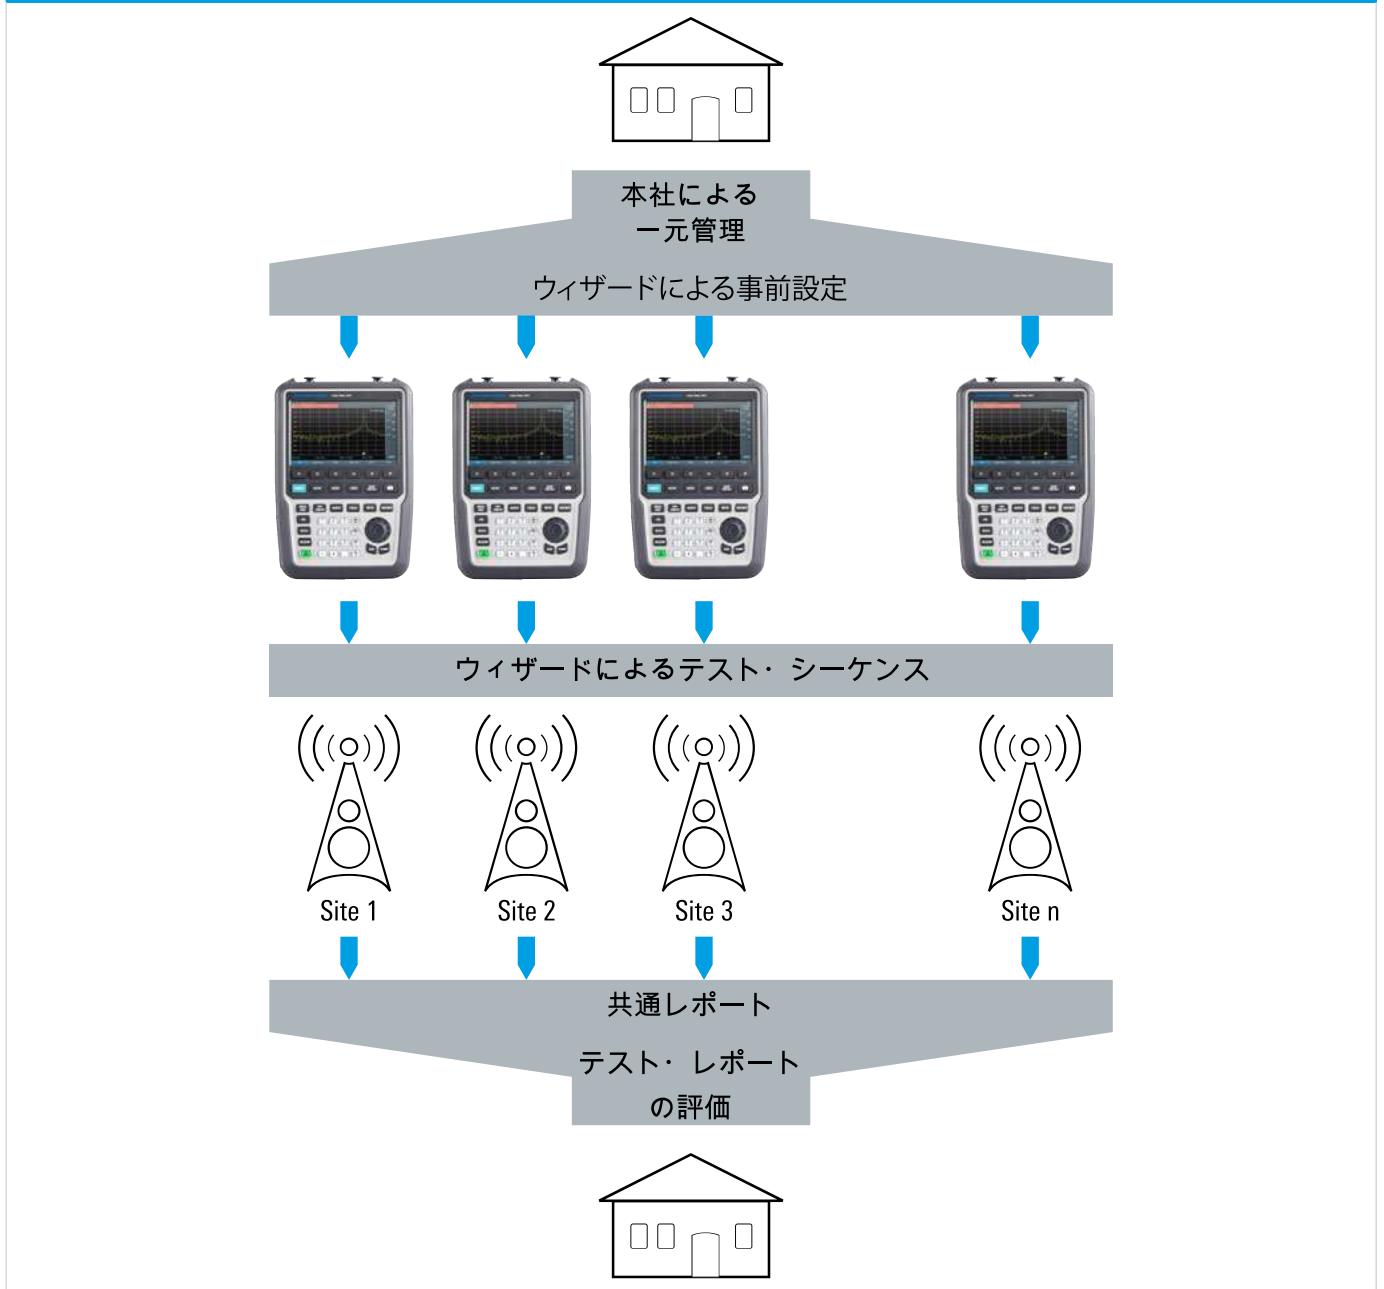 本社による
一元管理
ウィザードによる事前設定
ウィザードによるテスト・シーケンス
Site 1
Site 2
Site 3
Site n
共通レポート
テスト・レポート
の評価